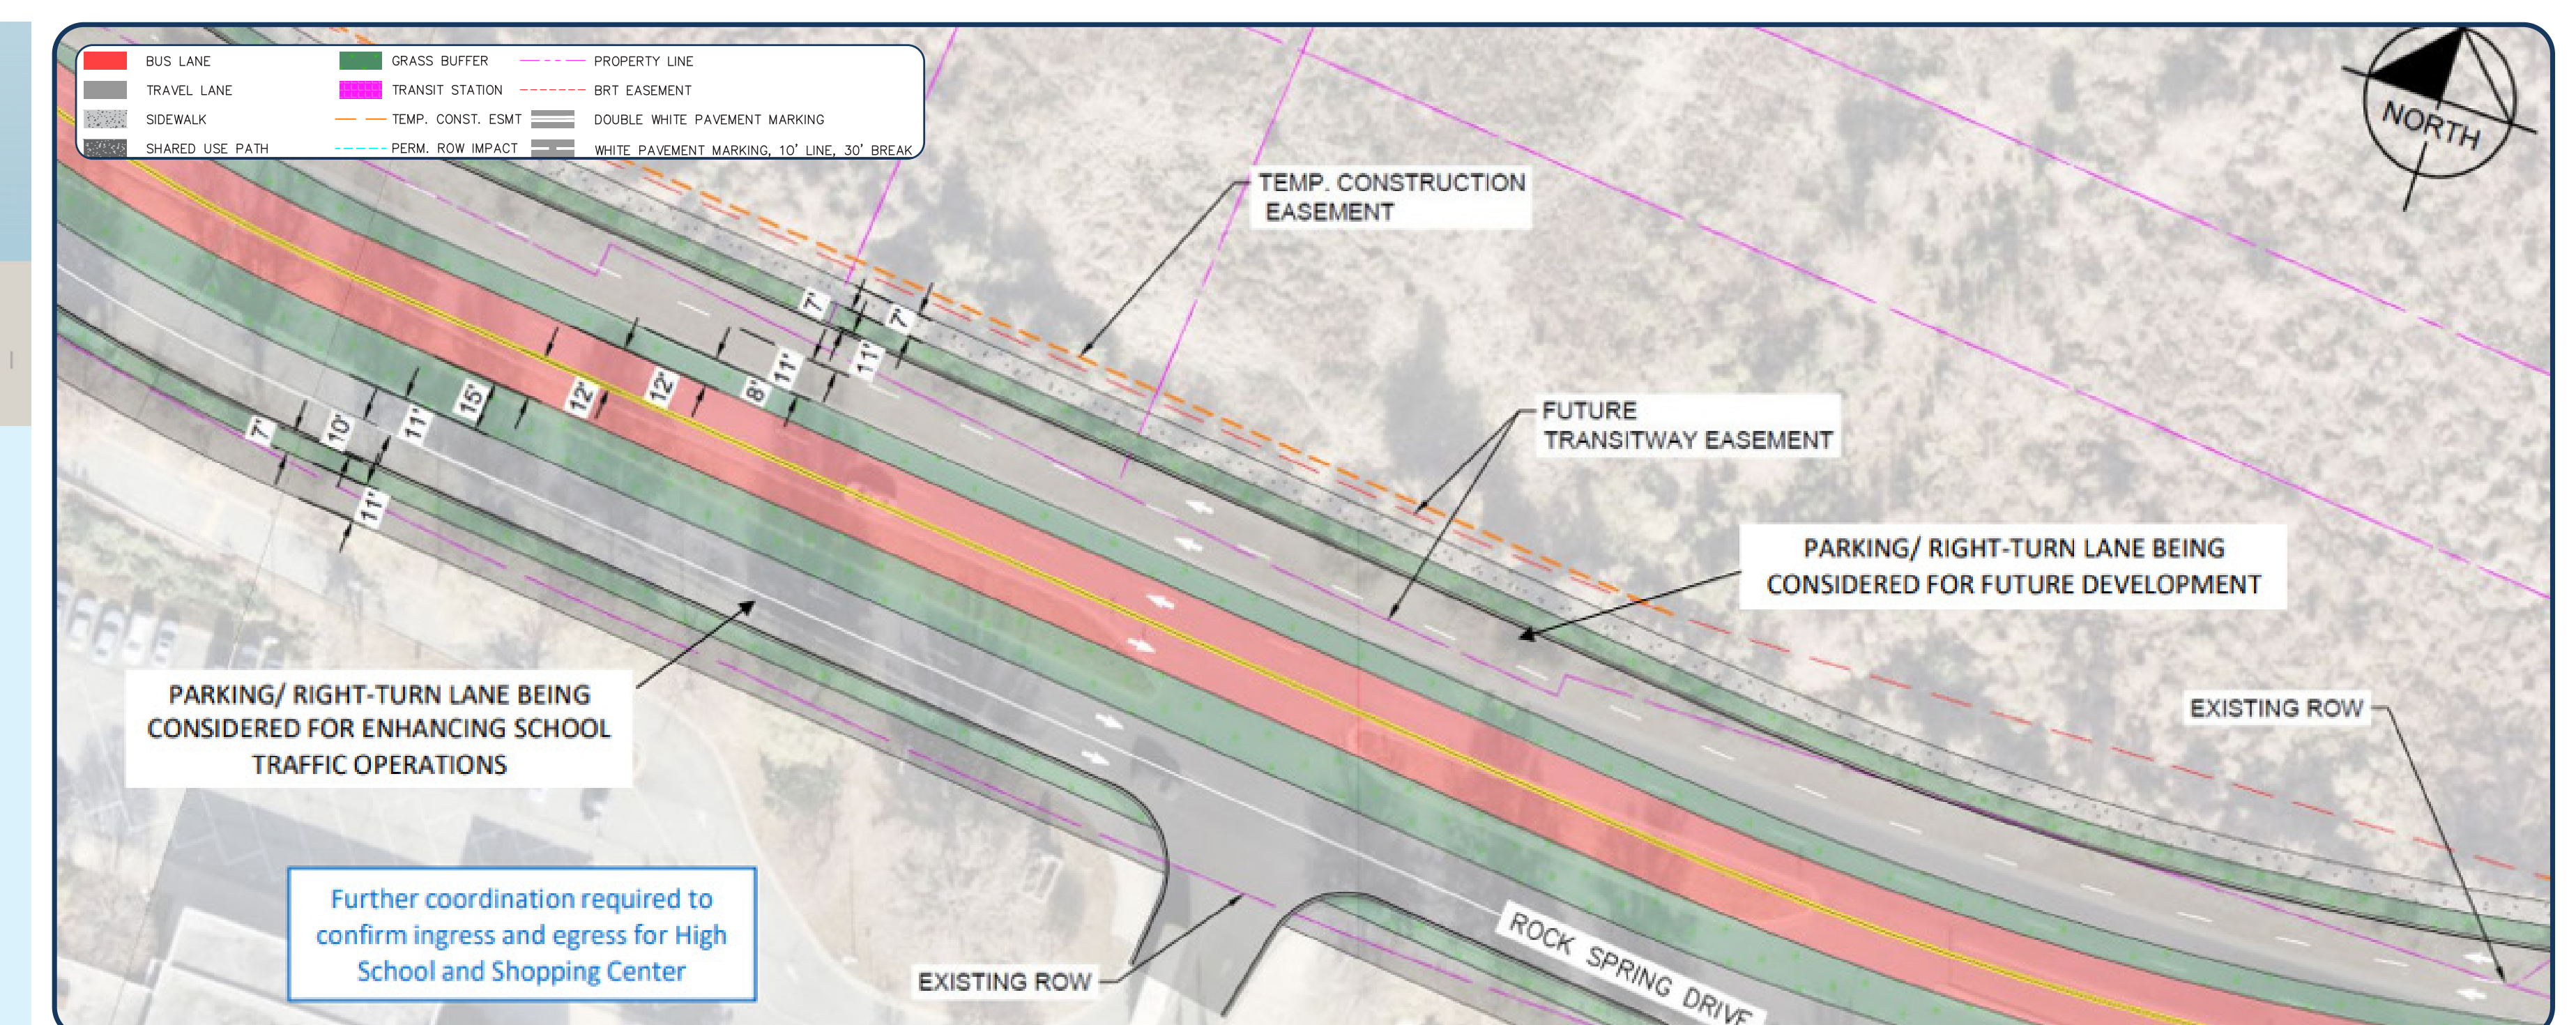 BUS LANE
TRAVEL LANE
SIDEWALK
SHARED USE PATH
GRASS BUFFER
TRANSIT STATION
TEMP. CONST. ESMT
PERM. ROW IMPACT
PROPERTY LINE
BRT EASEMENT
DOUBLE WHITE PAVEMENT MARKING
WHITE PAVEMENT MARKING, 10' LINE, 30' BREAK
NORTH
TEMP. CONSTRUCTION
EASEMENT
7'
7'
11'
11'
8'
12'
12'
15'
11'
10'
7'
11'
FUTURE
TRANSITWAY EASEMENT
PARKING/ RIGHT-TURN LANE BEING
CONSIDERED FOR FUTURE DEVELOPMENT
PARKING/ RIGHT-TURN LANE BEING
CONSIDERED FOR ENHANCING SCHOOL
TRAFFIC OPERATIONS
EXISTING ROW
Further coordination required to
confirm ingress and egress for High
School and Shopping Center
EXISTING ROW
ROCK SPRING DRIVE